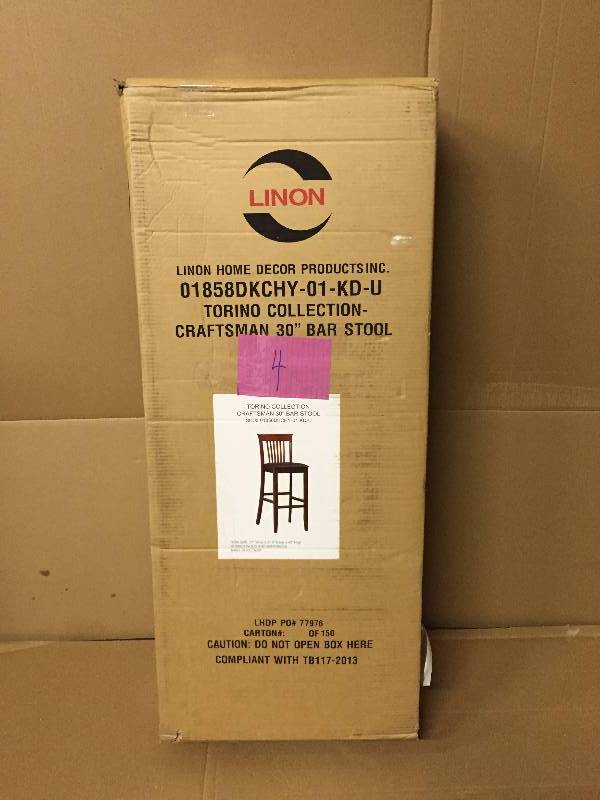 LINON
LINON HOME DECOR PRODUCTS INC.
01858DKCHY-01-KD-U
TORINO COLLECTION-
CRAFTSMAN 30" BAR STOOL
4
TORINO COLLECTION
CRAFTSMAN 30" BAR STOOL
LHDP PO# 77976
CARTON#: OF 150
CAUTION: DO NOT OPEN BOX HERE
COMPLIANT WITH TB117-2013